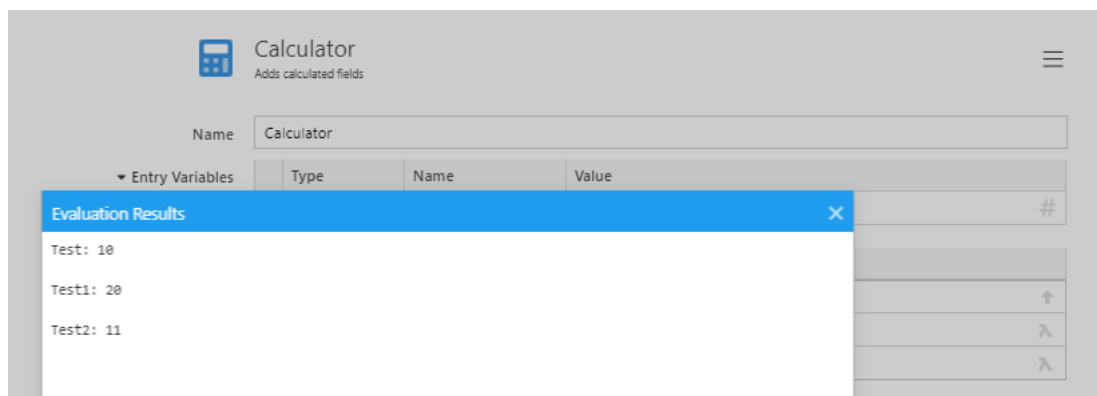 Calculator
Adds calculated fields
Name Calculator
Entry Variables Type Name Value
#
Evaluation Results
Test: 10
Test1: 20
Test2: 11
λ
λ